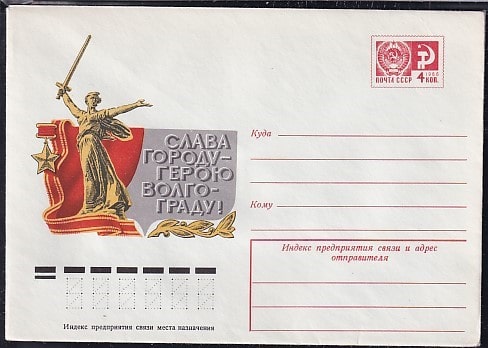 ПОЧТА СССР
1966
4 КОП.
СЛАВА
ГОРОДУ–
ГЕРОЮ
ВОЛГО-
ГРАДУ!
Куда
Кому
Индекс предприятия связи и адрес
отправителя
Индекс предприятия связи места назначения